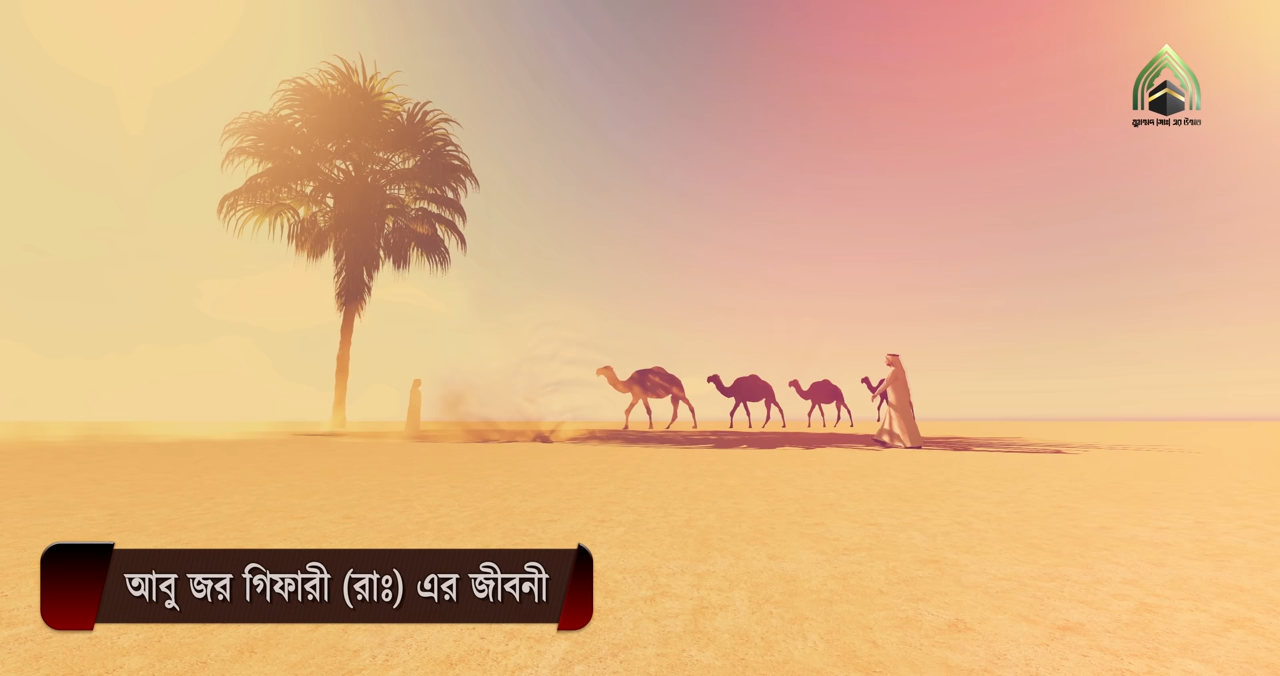 আবু জর গিফারী (রাঃ) এর জীবনী